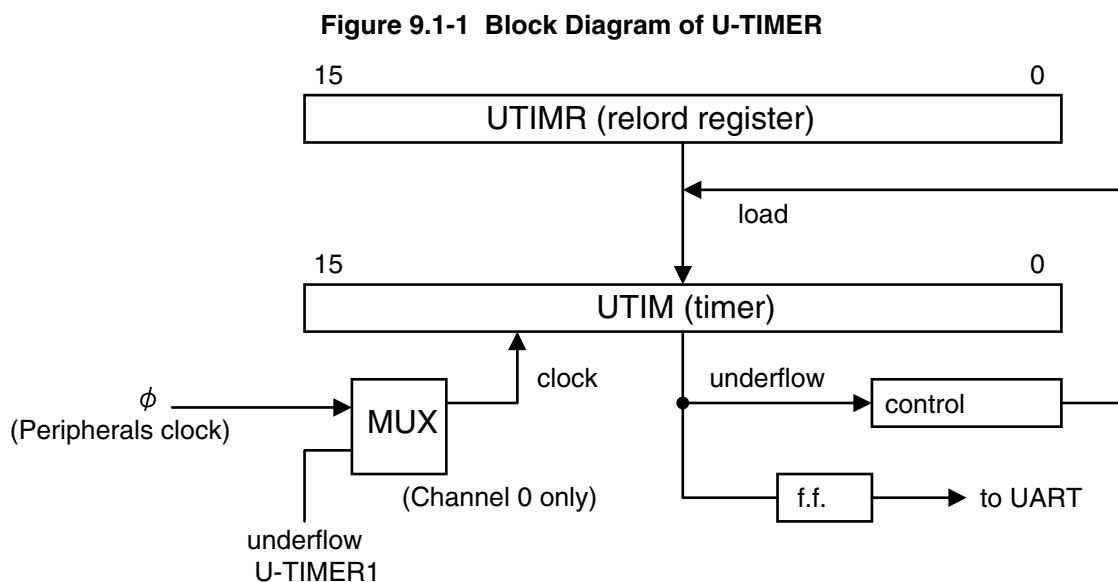 Figure 9.1-1 Block Diagram of U-TIMER
15 0
UTIMR (relord register)
load
15 0
UTIM (timer)
clock
underflow
ϕ
(Peripherals clock)
MUX
control
(Channel 0 only)
f.f.
to UART
underflow
U-TIMER1